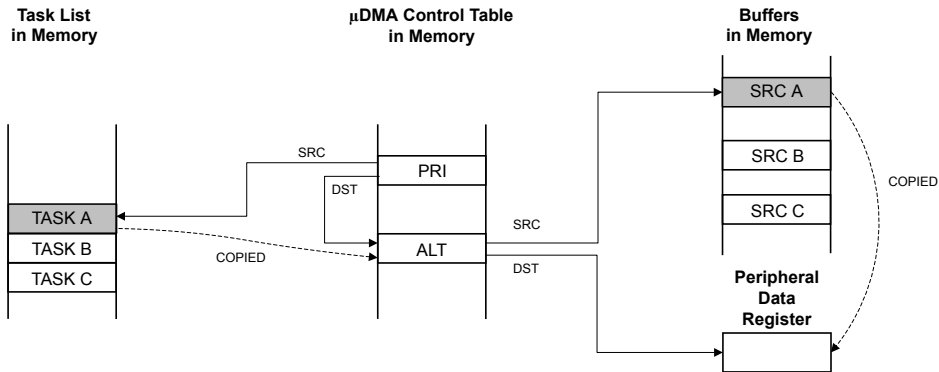 Task List
in Memory
µDMA Control Table
in Memory
Buffers
in Memory
SRC A
SRC B
SRC C
COPIED
SRC
PRI
DST
TASK A
TASK B
TASK C
COPIED
ALT
SRC
DST
Peripheral
Data
Register